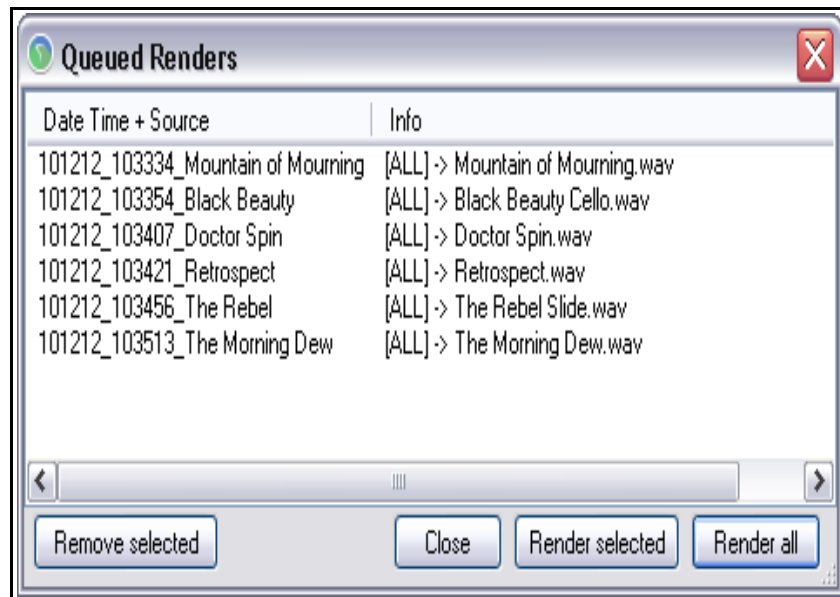 Queued Renders
Date Time + Source Info
101212_103334_Mountain of Mourning [ALL] -> Mountain of Mourning.wav
101212_103354_Black Beauty [ALL] -> Black Beauty Cello.wav
101212_103407_Doctor Spin [ALL] -> Doctor Spin.wav
101212_103421_Retrospect [ALL] -> Retrospect.wav
101212_103456_The Rebel [ALL] -> The Rebel Slide.wav
101212_103513_The Morning Dew [ALL] -> The Morning Dew.wav
Remove selected Close Render selected Render all